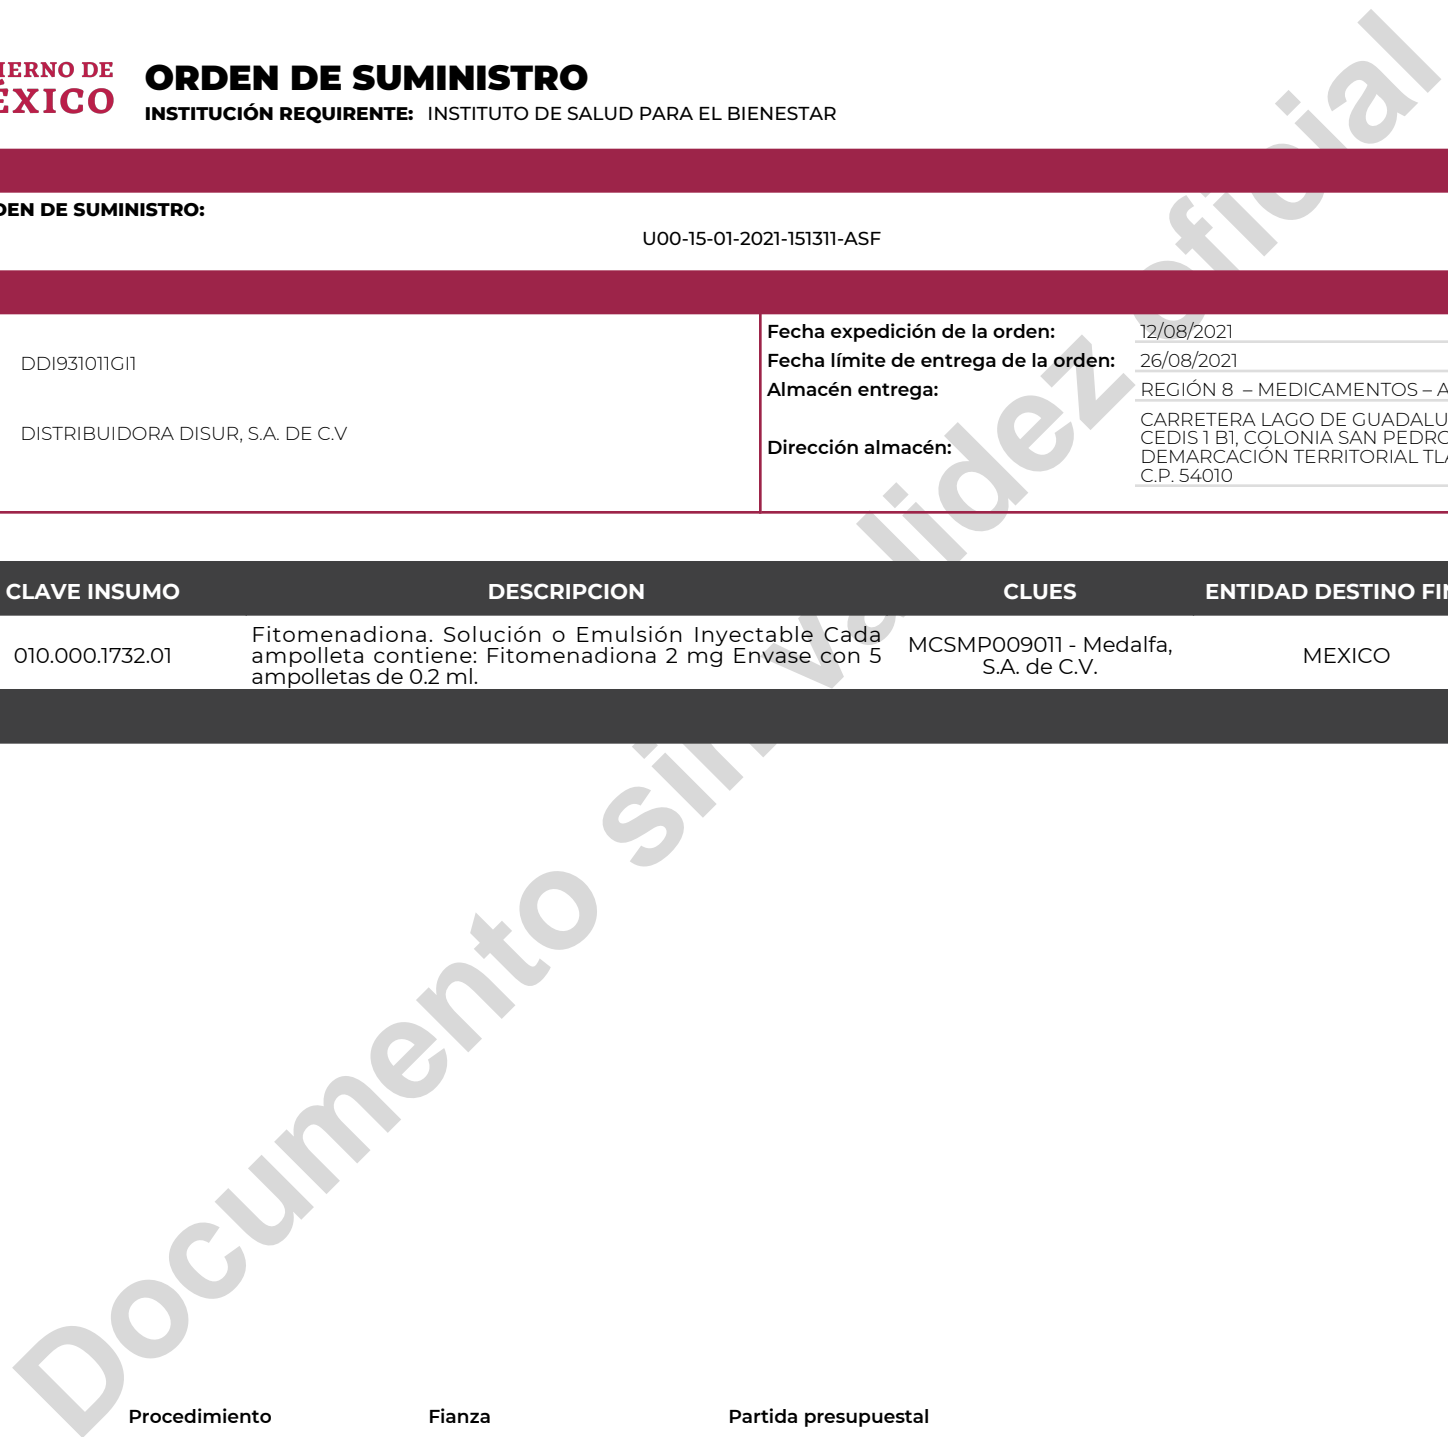 IERNO DE
ÉXICO
ORDEN DE SUMINISTRO
INSTITUCIÓN REQUIRENTE: INSTITUTO DE SALUD PARA EL BIENESTAR
DEN DE SUMINISTRO:
U00-15-01-2021-151311-ASF
DDI931011GI1
DISTRIBUIDORA DISUR, S.A. DE C.V
Fecha expedición de la orden: 12/08/2021
Fecha límite de entrega de la orden: 26/08/2021
Almacén entrega: REGIÓN 8 – MEDICAMENTOS – A
Dirección almacén:
CARRETERA LAGO DE GUADALU
CEDIS 1 B1, COLONIA SAN PEDRO
DEMARCACIÓN TERRITORIAL TLA
C.P. 54010
CLAVE INSUMO DESCRIPCION CLUES ENTIDAD DESTINO FIN
010.000.1732.01
Fitomenadiona. Solución o Emulsión Inyectable Cada
ampolleta contiene: Fitomenadiona 2 mg Envase con 5
ampolletas de 0.2 ml.
MCSMP009011 - Medalfa,
S.A. de C.V.
MEXICO
Documento sin validez oficial
Procedimiento Fianza Partida presupuestal